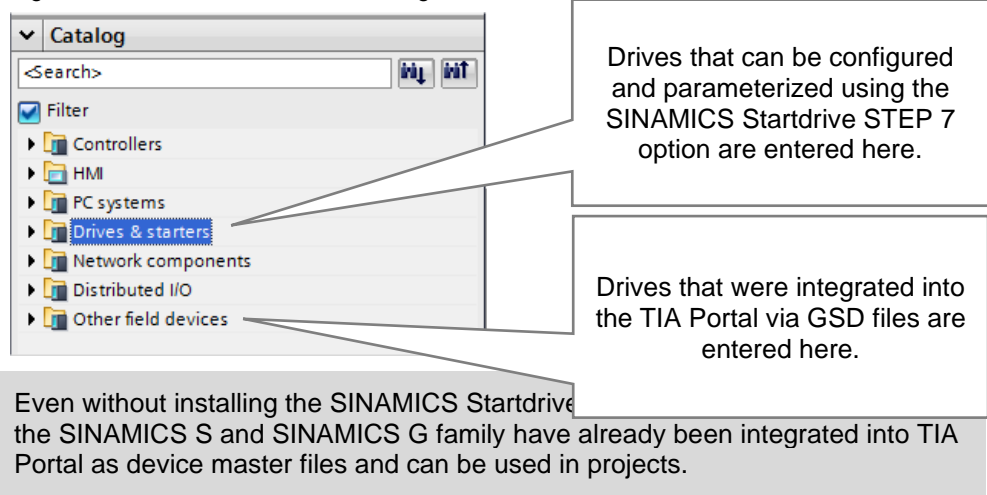 Catalog
<Search>
Filter
Controllers
HMI
PC systems
Drives & starters
Network components
Distributed I/O
Other field devices
Drives that can be configured
and parameterized using the
SINAMICS Startdrive STEP 7
option are entered here.
Drives that were integrated into
the TIA Portal via GSD files are
entered here.
Even without installing the SINAMICS Startdrive
the SINAMICS S and SINAMICS G family have already been integrated into TIA
Portal as device master files and can be used in projects.